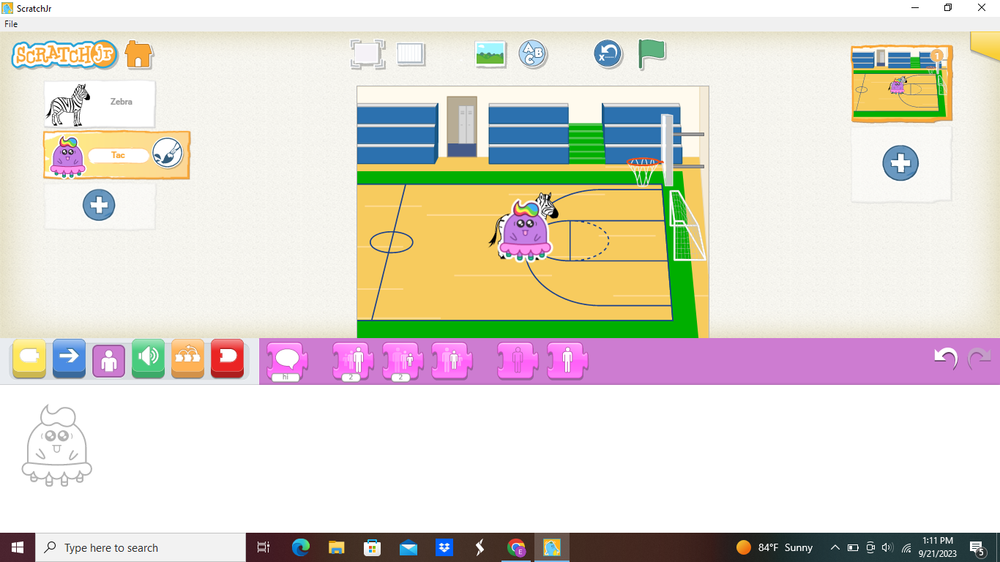 ScratchJr
File
SCRATCHJr
ABC
x
1
Zebra
Tac
hi
2
2
Type here to search
E
84°F Sunny
1:11 PM
9/21/2023
5